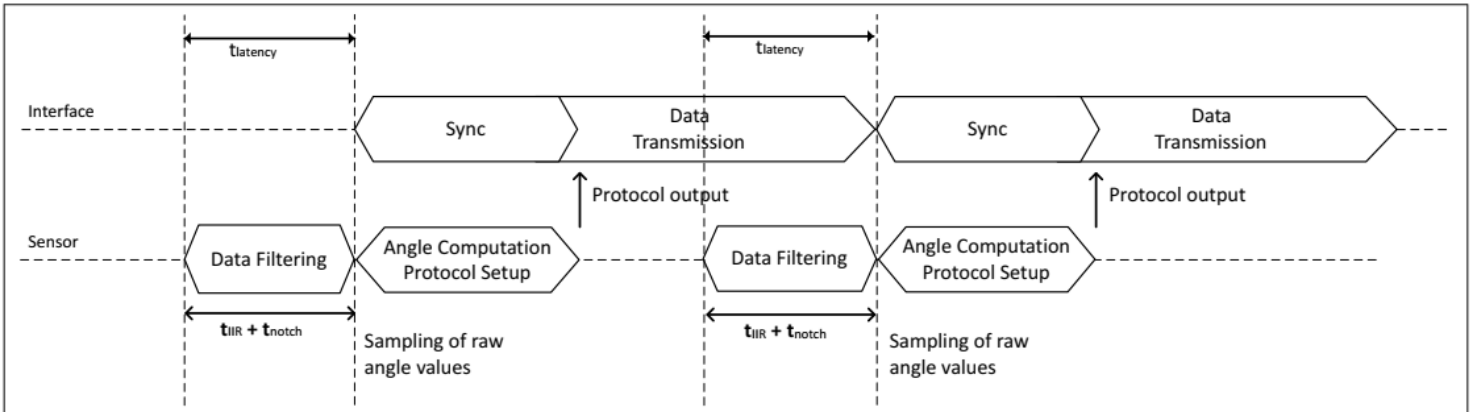 tlatency
tlatency
Interface
Sync
Data
Transmission
Sync
Data
Transmission
Protocol output
Protocol output
Sensor
Data Filtering
Angle Computation
Protocol Setup
Data Filtering
Angle Computation
Protocol Setup
tIIR + tnotch
Sampling of raw
angle values
tIIR + tnotch
Sampling of raw
angle values